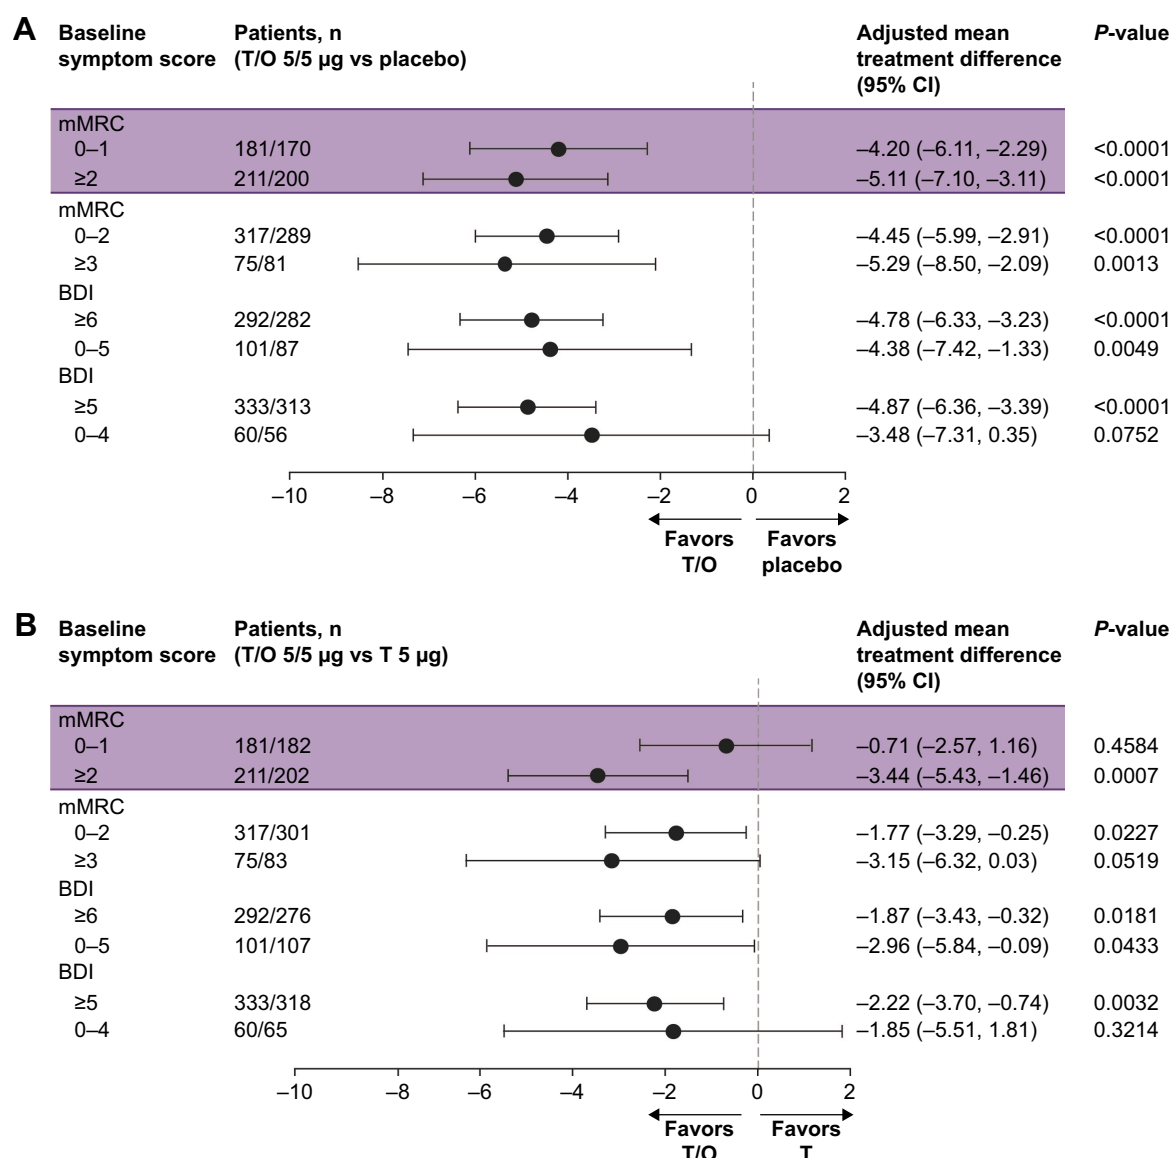 A Baseline Patients, n Adjusted mean P-value
symptom score (T/O 5/5 µg vs placebo) treatment difference
(95% CI)
mMRC
0–1 181/170 –4.20 (–6.11, –2.29) <0.0001
≥2 211/200 –5.11 (–7.10, –3.11) <0.0001
mMRC
0–2 317/289 –4.45 (–5.99, –2.91) <0.0001
≥3 75/81 –5.29 (–8.50, –2.09) 0.0013
BDI
≥6 292/282 –4.78 (–6.33, –3.23) <0.0001
0–5 101/87 –4.38 (–7.42, –1.33) 0.0049
BDI
≥5 333/313 –4.87 (–6.36, –3.39) <0.0001
0–4 60/56 –3.48 (–7.31, 0.35) 0.0752
–10 –8 –6 –4 –2 0 2
Favors Favors
T/O placebo
B Baseline Patients, n Adjusted mean P-value
symptom score (T/O 5/5 µg vs T 5 µg) treatment difference
(95% CI)
mMRC
0–1 181/182 –0.71 (–2.57, 1.16) 0.4584
≥2 211/202 –3.44 (–5.43, –1.46) 0.0007
mMRC
0–2 317/301 –1.77 (–3.29, –0.25) 0.0227
≥3 75/83 –3.15 (–6.32, 0.03) 0.0519
BDI
≥6 292/276 –1.87 (–3.43, –0.32) 0.0181
0–5 101/107 –2.96 (–5.84, –0.09) 0.0433
BDI
≥5 333/318 –2.22 (–3.70, –0.74) 0.0032
0–4 60/65 –1.85 (–5.51, 1.81) 0.3214
–10 –8 –6 –4 –2 0 2
Favors Favors
T/O T